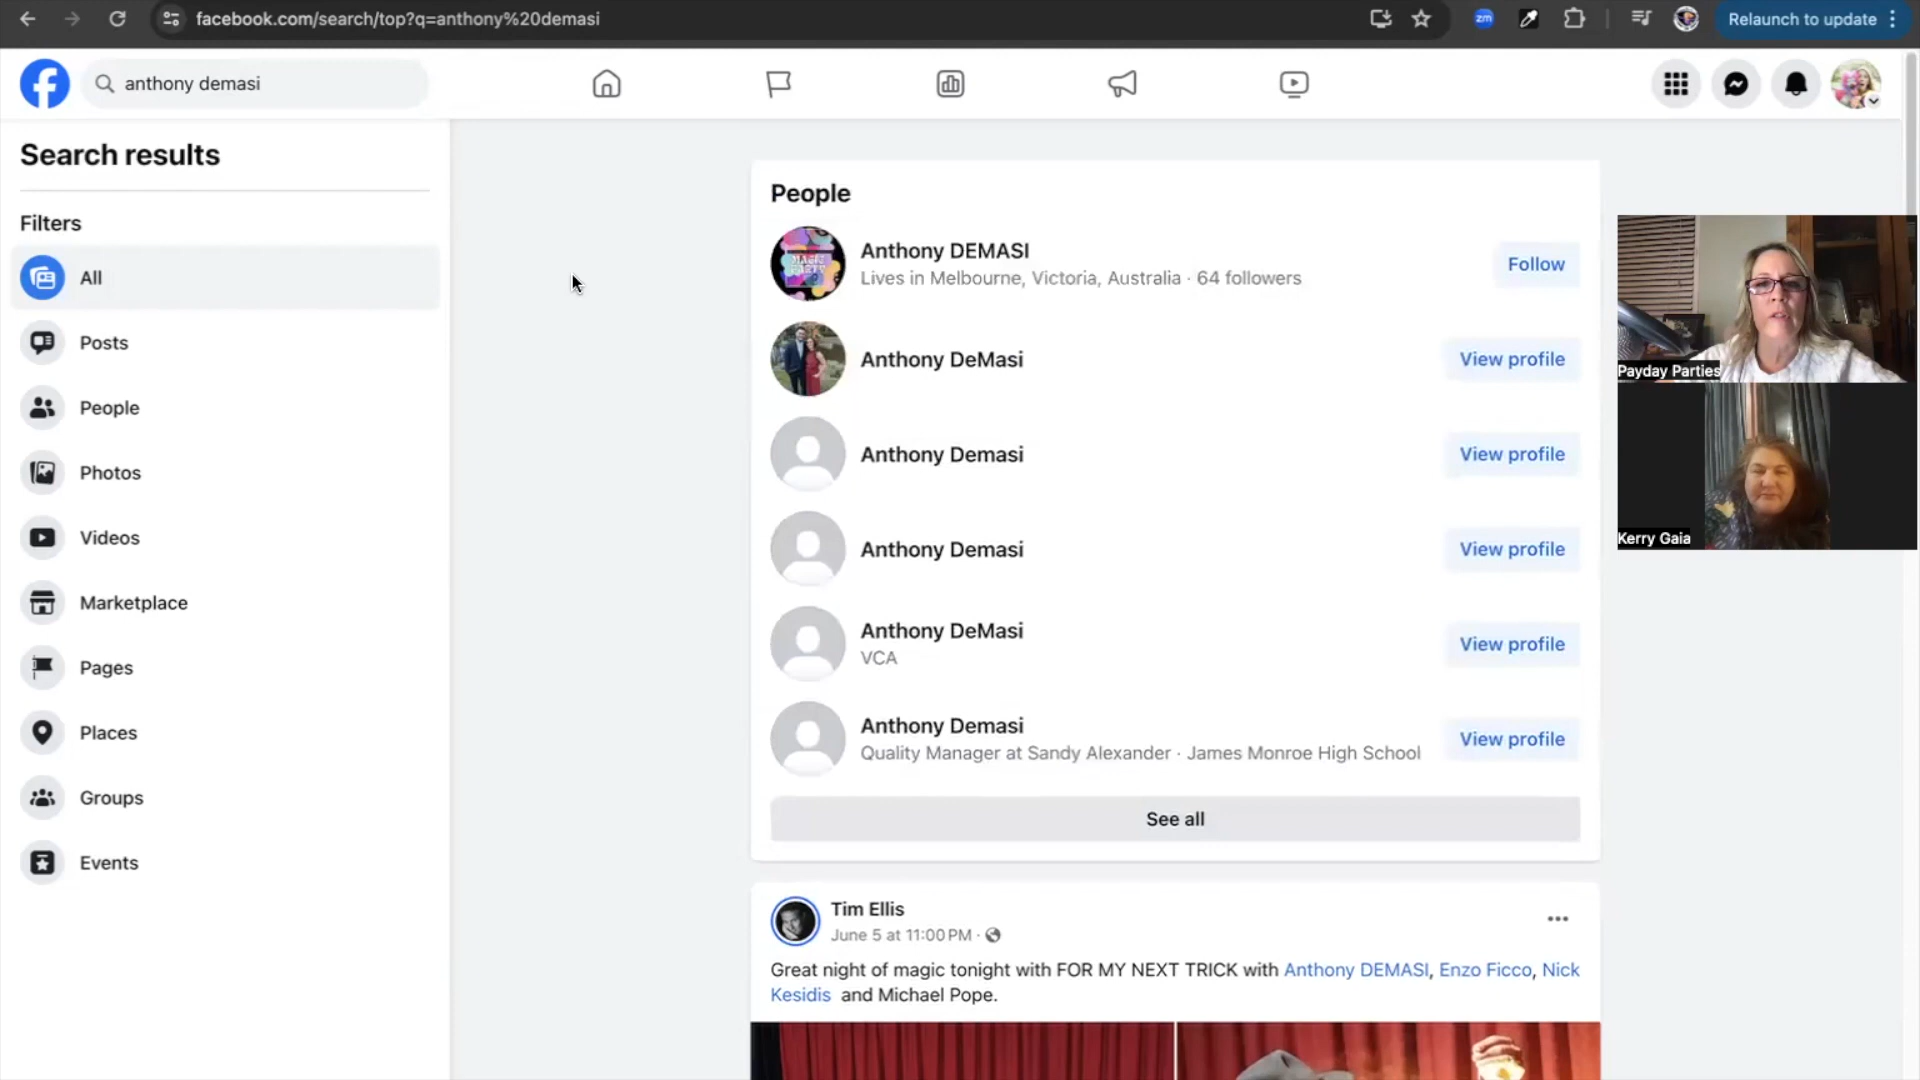 facebook.com/search/top?q=anthony%20demasi
zm
Relaunch to update
anthony demasi
Search results
Filters
All
Posts
People
Photos
Videos
Marketplace
Pages
Places
Groups
Events
People
Anthony DEMASI
Lives in Melbourne, Victoria, Australia · 64 followers
Follow
MAGIC
PARTY
Anthony DeMasi
View profile
Anthony Demasi
View profile
Anthony Demasi
View profile
Anthony DeMasi
VCA
View profile
Anthony Demasi
Quality Manager at Sandy Alexander · James Monroe High School
View profile
See all
Tim Ellis
June 5 at 11:00 PM ·
Great night of magic tonight with FOR MY NEXT TRICK with Anthony DEMASI, Enzo Ficco, Nick
Kesidis and Michael Pope.
Payday Parties
Kerry Gaia